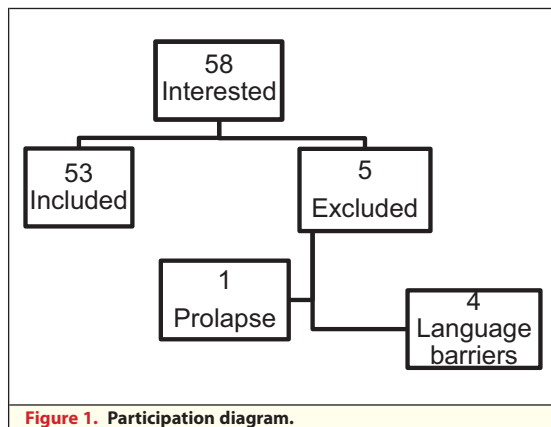 58
Interested
53
Included
5
Excluded
1
Prolapse
4
Language
barriers
Figure 1. Participation diagram.